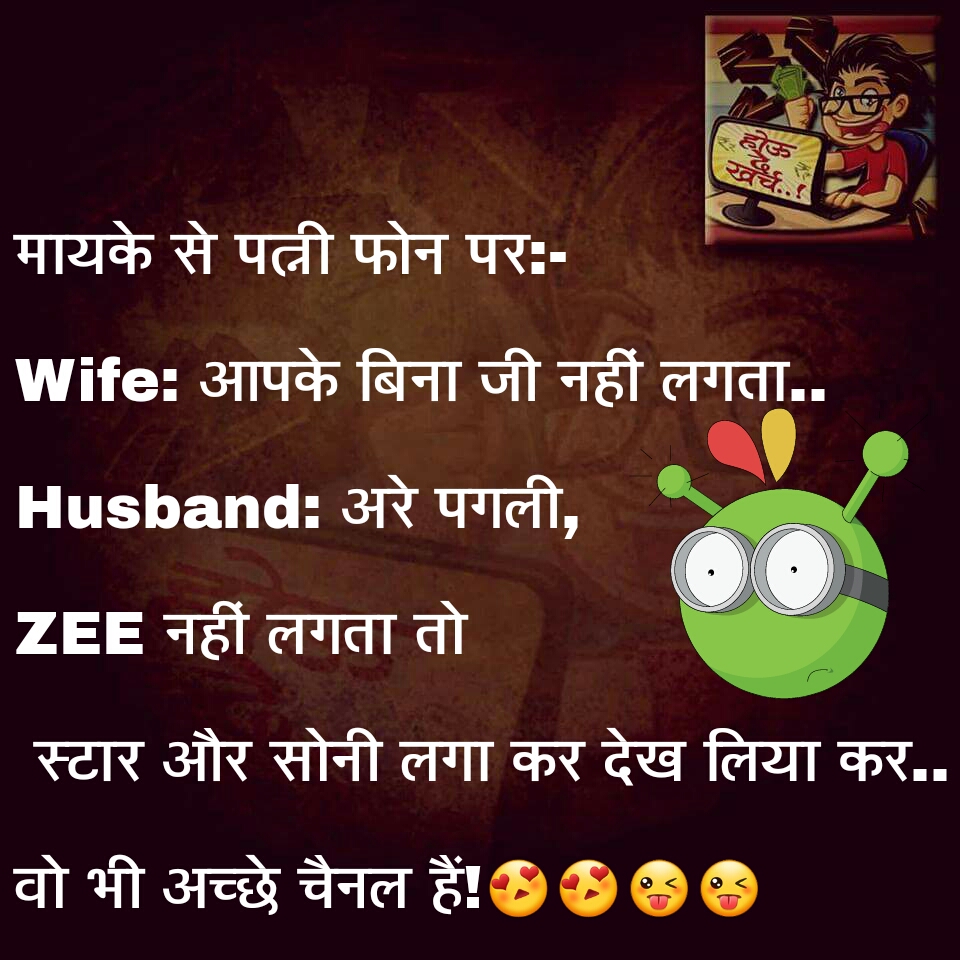 होऊ
दे
खर्च..!
मायके से पत्नी फोन पर:-
Wife: आपके बिना जी नहीं लगता..
Husband: अरे पगली,
ZEE नहीं लगता तो
स्टार और सोनी लगा कर देख लिया कर..
वो भी अच्छे चैनल हैं!😍😍😜😜